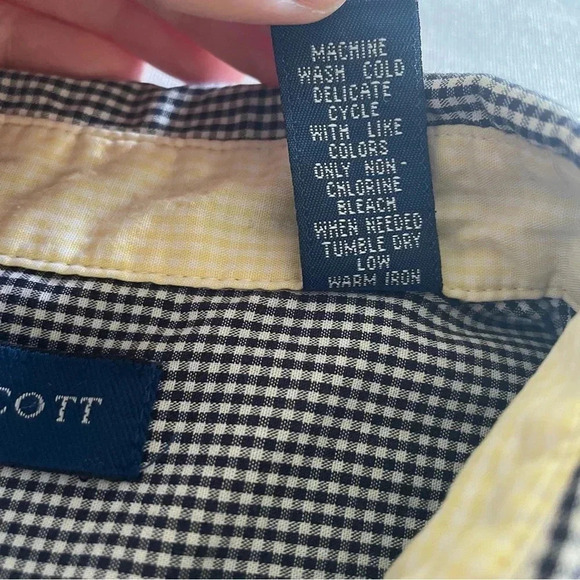 MACHINE
WASH COLD
DELICATE
CYCLE
WITH LIKE
COLORS
ONLY NON-
CHLORINE
BLEACH
WHEN NEEDED
TUMBLE DRY
LOW
WARM IRON
COTT